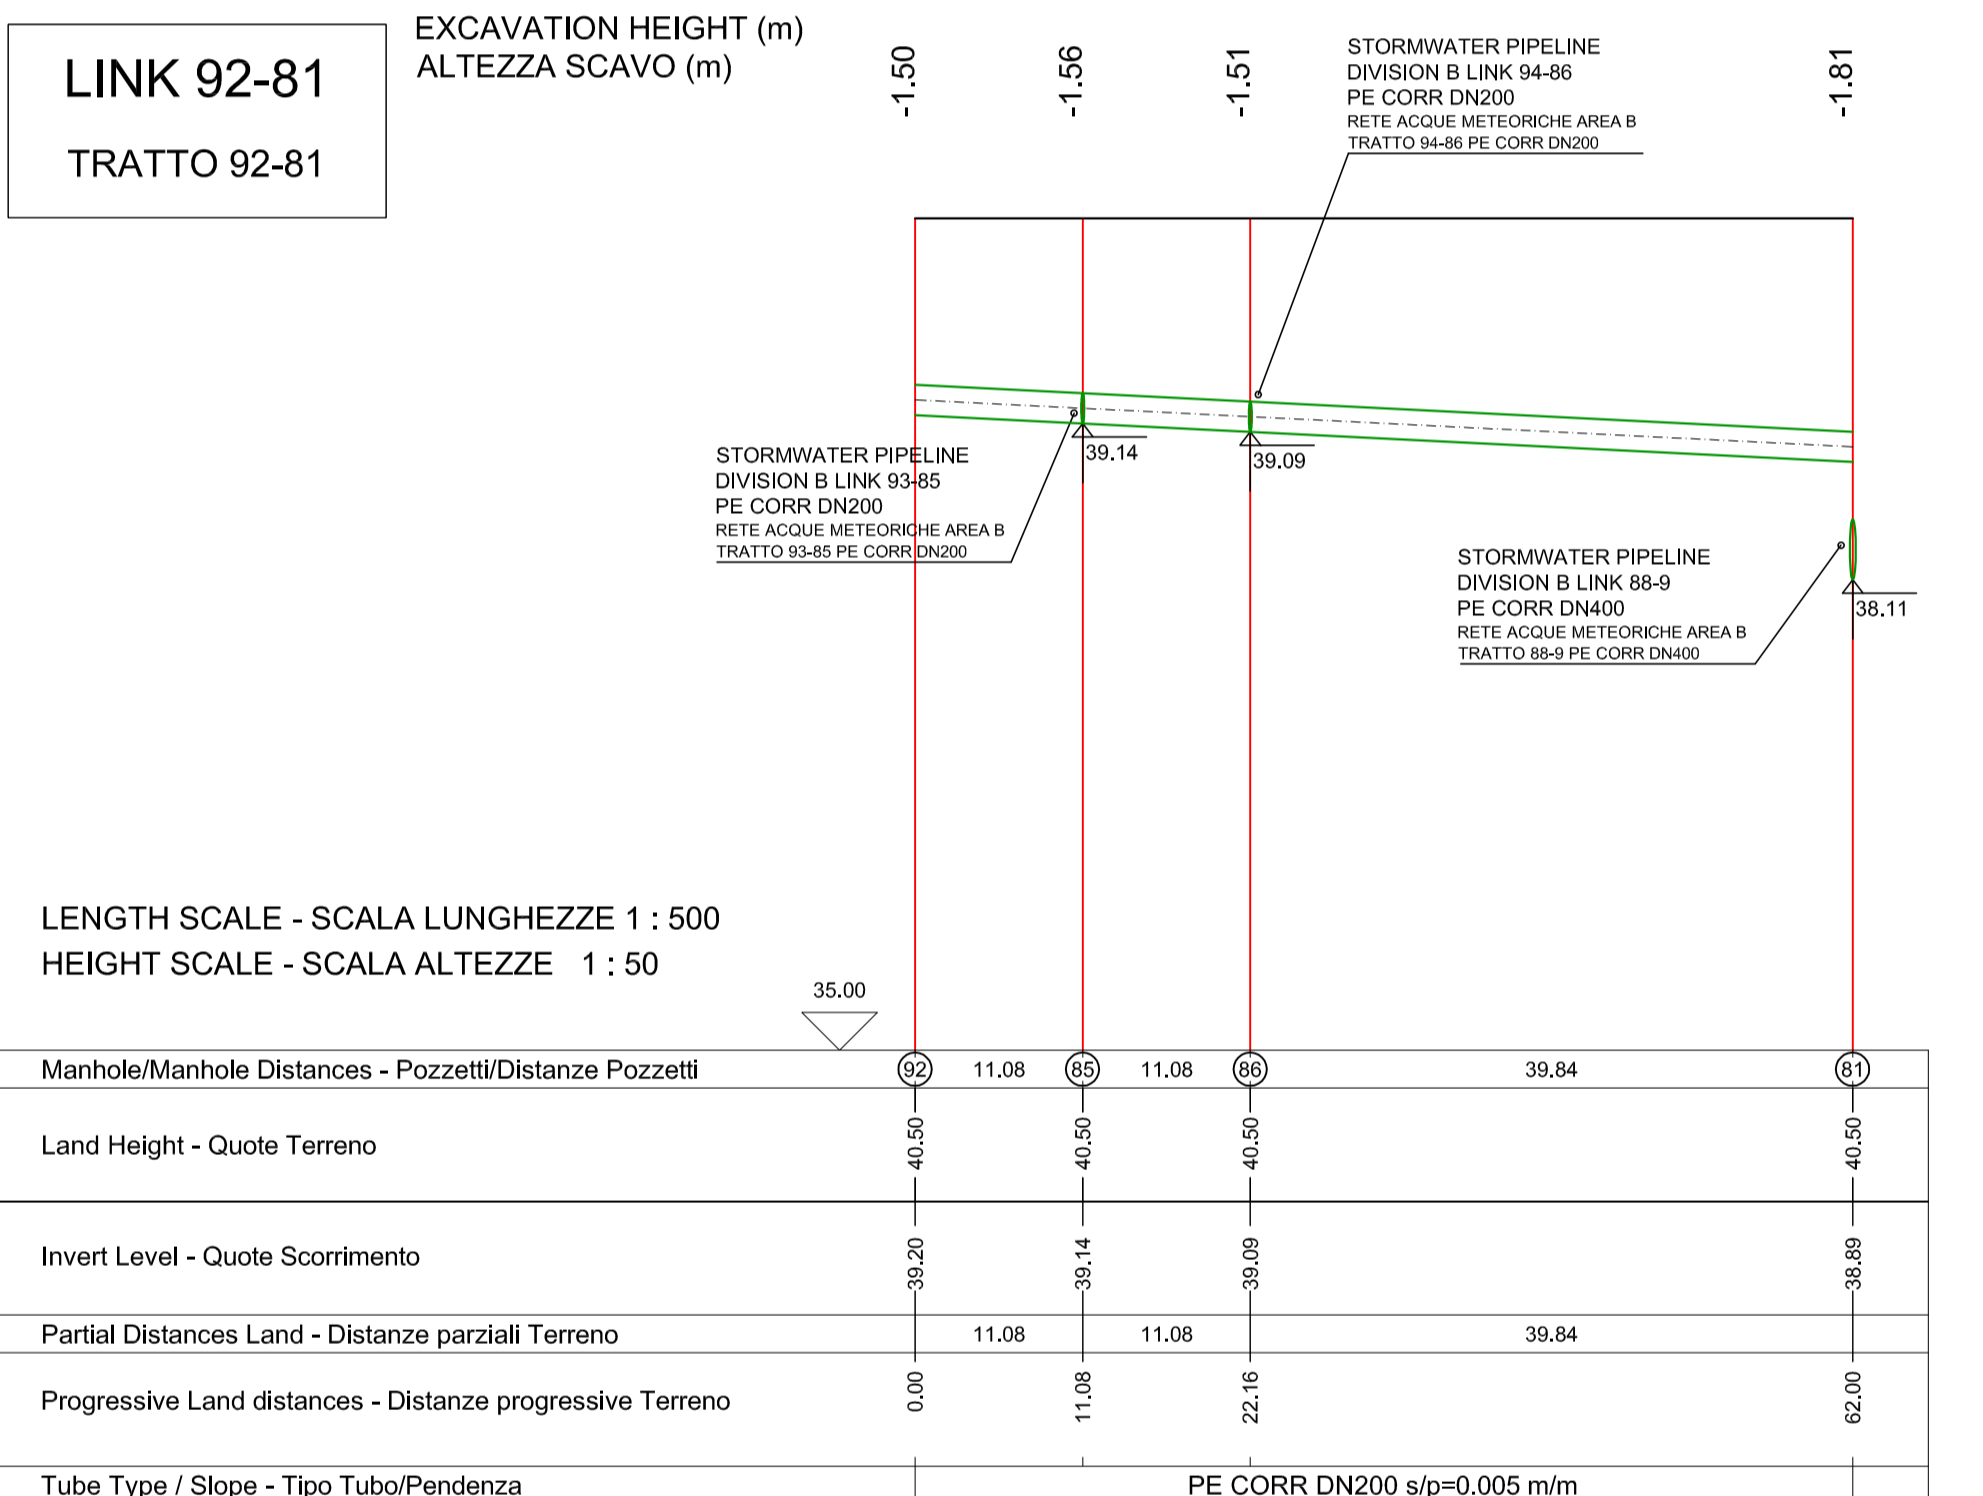 LINK 92-81
TRATTO 92-81
EXCAVATION HEIGHT (m)
ALTEZZA SCAVO (m)
-1.50
-1.56
-1.51
-1.81
STORMWATER PIPELINE
DIVISION B LINK 94-86
PE CORR DN200
RETE ACQUE METEORICHE AREA B
TRATTO 94-86 PE CORR DN200
STORMWATER PIPELINE
DIVISION B LINK 93-85
PE CORR DN200
RETE ACQUE METEORICHE AREA B
TRATTO 93-85 PE CORR DN200
39.14
39.09
STORMWATER PIPELINE
DIVISION B LINK 88-9
PE CORR DN400
RETE ACQUE METEORICHE AREA B
TRATTO 88-9 PE CORR DN400
38.11
LENGTH SCALE - SCALA LUNGHEZZE 1 : 500
HEIGHT SCALE - SCALA ALTEZZE 1 : 50
35.00
Manhole/Manhole Distances - Pozzetti/Distanze Pozzetti 92 11.08 85 11.08 86 39.84 81
Land Height - Quote Terreno 40.50 40.50 40.50 40.50
Invert Level - Quote Scorrimento 39.20 39.14 39.09 38.89
Partial Distances Land - Distanze parziali Terreno 11.08 11.08 39.84
Progressive Land distances - Distanze progressive Terreno 0.00 11.08 22.16 62.00
Tube Type / Slope - Tipo Tubo/Pendenza PE CORR DN200 s/p=0.005 m/m